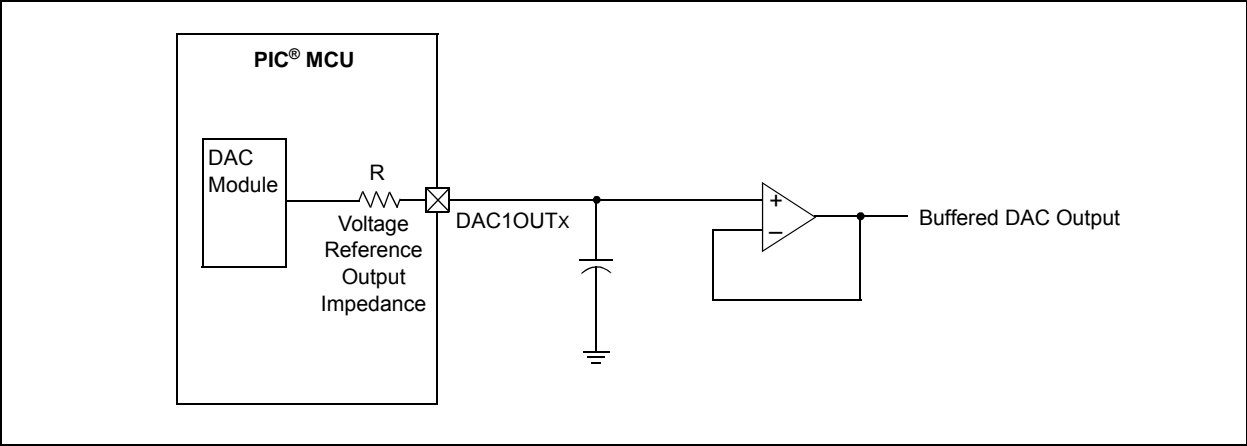 PIC® MCU
DAC
Module
R
Voltage
Reference
Output
Impedance
DAC1OUTX
+
–
Buffered DAC Output